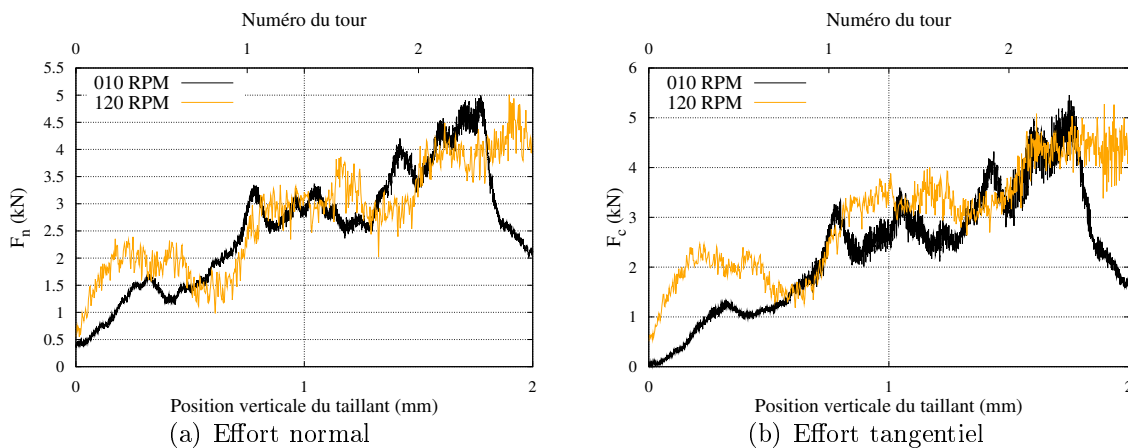 Numéro du tour
0 1 2
5.5
5
4.5
4
3.5
3
2.5
2
1.5
1
0.5
0
010 RPM
120 RPM
F_n (kN)
0 1 2
Position verticale du taillant (mm)
(a) Effort normal
Numéro du tour
0 1 2
6
5
4
3
2
1
0
010 RPM
120 RPM
F_c (kN)
0 1 2
Position verticale du taillant (mm)
(b) Effort tangentiel